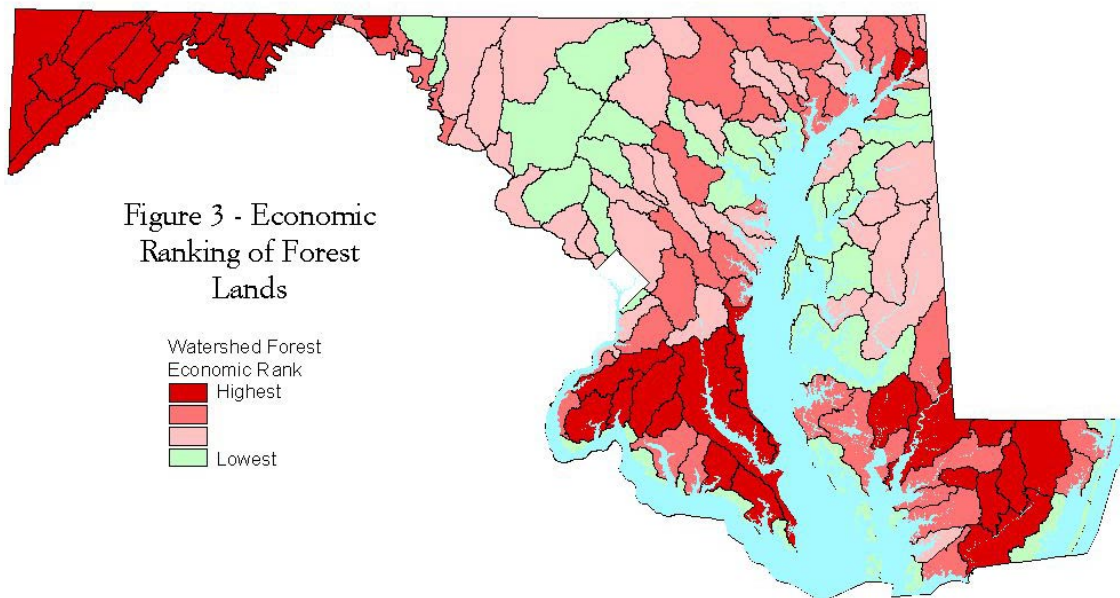 Figure 3 - Economic
Ranking of Forest
Lands
Watershed Forest
Economic Rank
Highest
Lowest